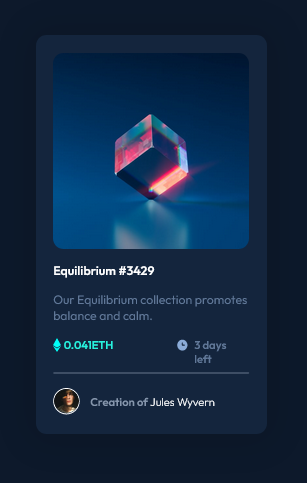 Equilibrium #3429
Our Equilibrium collection promotes
balance and calm.
0.041ETH
3 days
left
Creation of Jules Wyvern